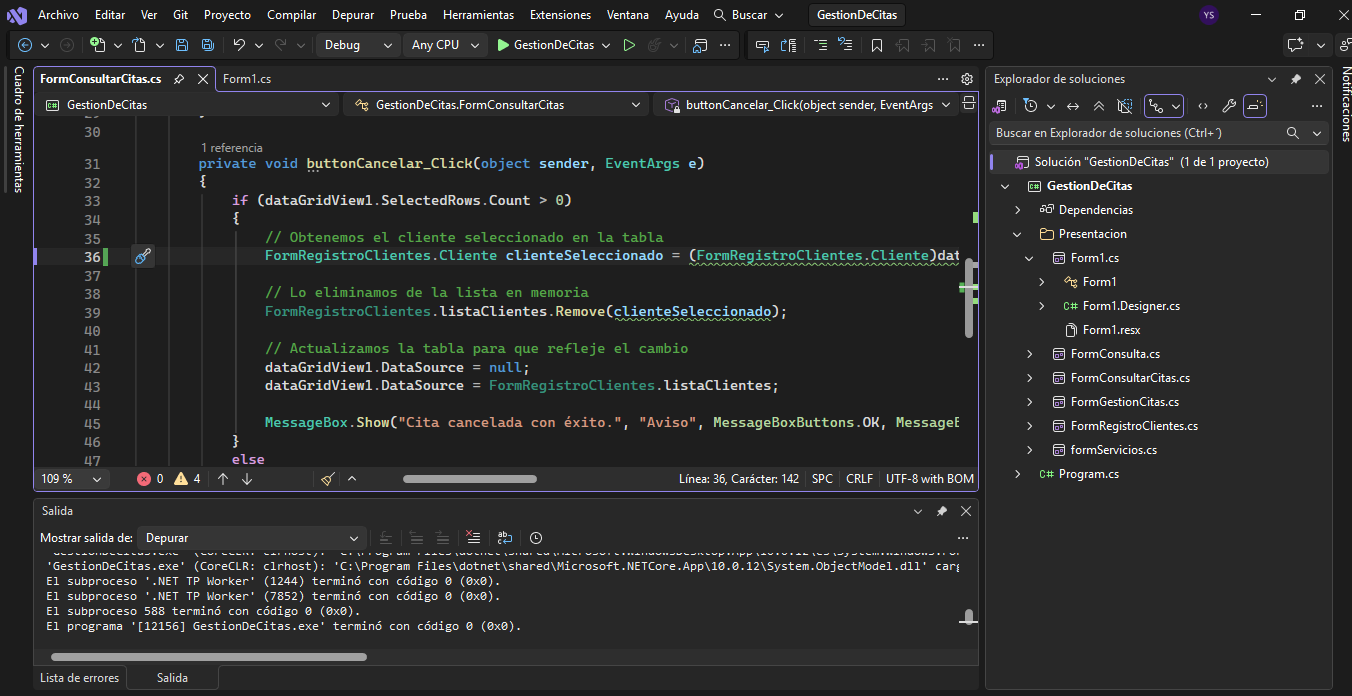 Archivo Editar Ver Git Proyecto Compilar Depurar Prueba Herramientas Extensiones Ventana Ayuda Buscar GestionDeCitas YS
Debug Any CPU GestionDeCitas
Cuadro de herramientas
FormConsultarCitas.cs Form1.cs
GestionDeCitas GestionDeCitas.FormConsultarCitas buttonCancelar_Click(object sender, EventArgs
30
1 referencia
31 private void buttonCancelar_Click(object sender, EventArgs e)
32 {
33 if (dataGridView1.SelectedRows.Count > 0)
34 {
35 // Obtenemos el cliente seleccionado en la tabla
36 FormRegistroClientes.Cliente clienteSeleccionado = (FormRegistroClientes.Cliente)dat
37
38 // Lo eliminamos de la lista en memoria
39 FormRegistroClientes.listaClientes.Remove(clienteSeleccionado);
40
41 // Actualizamos la tabla para que refleje el cambio
42 dataGridView1.DataSource = null;
43 dataGridView1.DataSource = FormRegistroClientes.listaClientes;
44
45 MessageBox.Show("Cita cancelada con éxito.", "Aviso", MessageBoxButtons.OK, MessageB
46 }
47 else
109 % 0 4 Línea: 36, Carácter: 142 SPC CRLF UTF-8 with BOM
Salida
Mostrar salida de: Depurar
'GestionDeCitas.exe' (CoreCLR: clrhost): 'C:\Program Files\dotnet\shared\Microsoft.NETCore.App\10.0.12\System.ObjectModel.dll' carg
El subproceso '.NET TP Worker' (1244) terminó con código 0 (0x0).
El subproceso '.NET TP Worker' (7852) terminó con código 0 (0x0).
El subproceso 588 terminó con código 0 (0x0).
El programa '[12156] GestionDeCitas.exe' terminó con código 0 (0x0).
Lista de errores Salida
Explorador de soluciones
Buscar en Explorador de soluciones (Ctrl+´)
Solución "GestionDeCitas" (1 de 1 proyecto)
GestionDeCitas
Dependencias
Presentacion
Form1.cs
Form1
C# Form1.Designer.cs
Form1.resx
FormConsulta.cs
FormConsultarCitas.cs
FormGestionCitas.cs
FormRegistroClientes.cs
formServicios.cs
C# Program.cs
Notificaciones